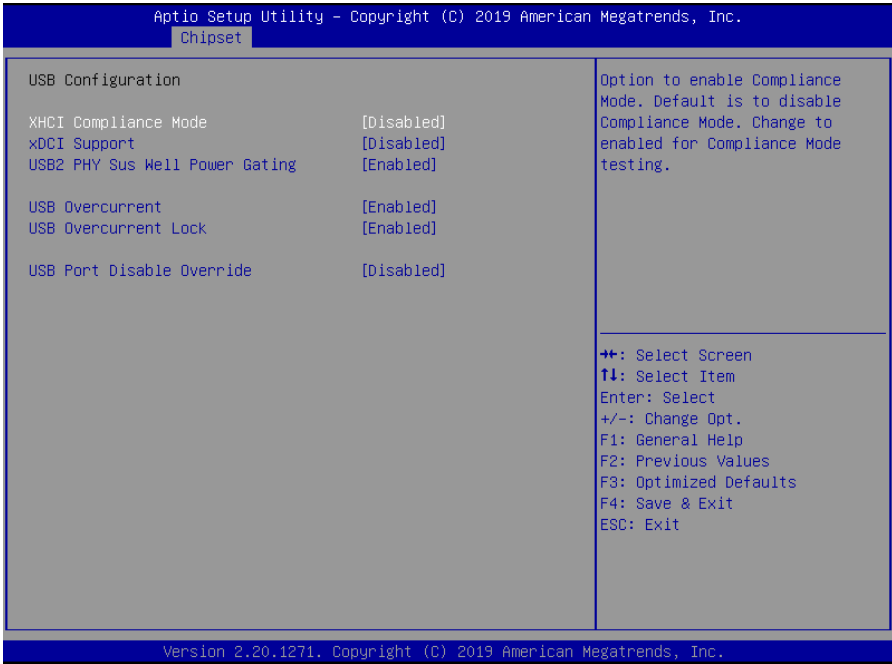 Aptio Setup Utility – Copyright (C) 2019 American Megatrends, Inc.
Chipset
USB Configuration
XHCI Compliance Mode [Disabled]
xDCI Support [Disabled]
USB2 PHY Sus Well Power Gating [Enabled]
USB Overcurrent [Enabled]
USB Overcurrent Lock [Enabled]
USB Port Disable Override [Disabled]
Option to enable Compliance
Mode. Default is to disable
Compliance Mode. Change to
enabled for Compliance Mode
testing.
→←: Select Screen
↑↓: Select Item
Enter: Select
+/-: Change Opt.
F1: General Help
F2: Previous Values
F3: Optimized Defaults
F4: Save & Exit
ESC: Exit
Version 2.20.1271. Copyright (C) 2019 American Megatrends, Inc.